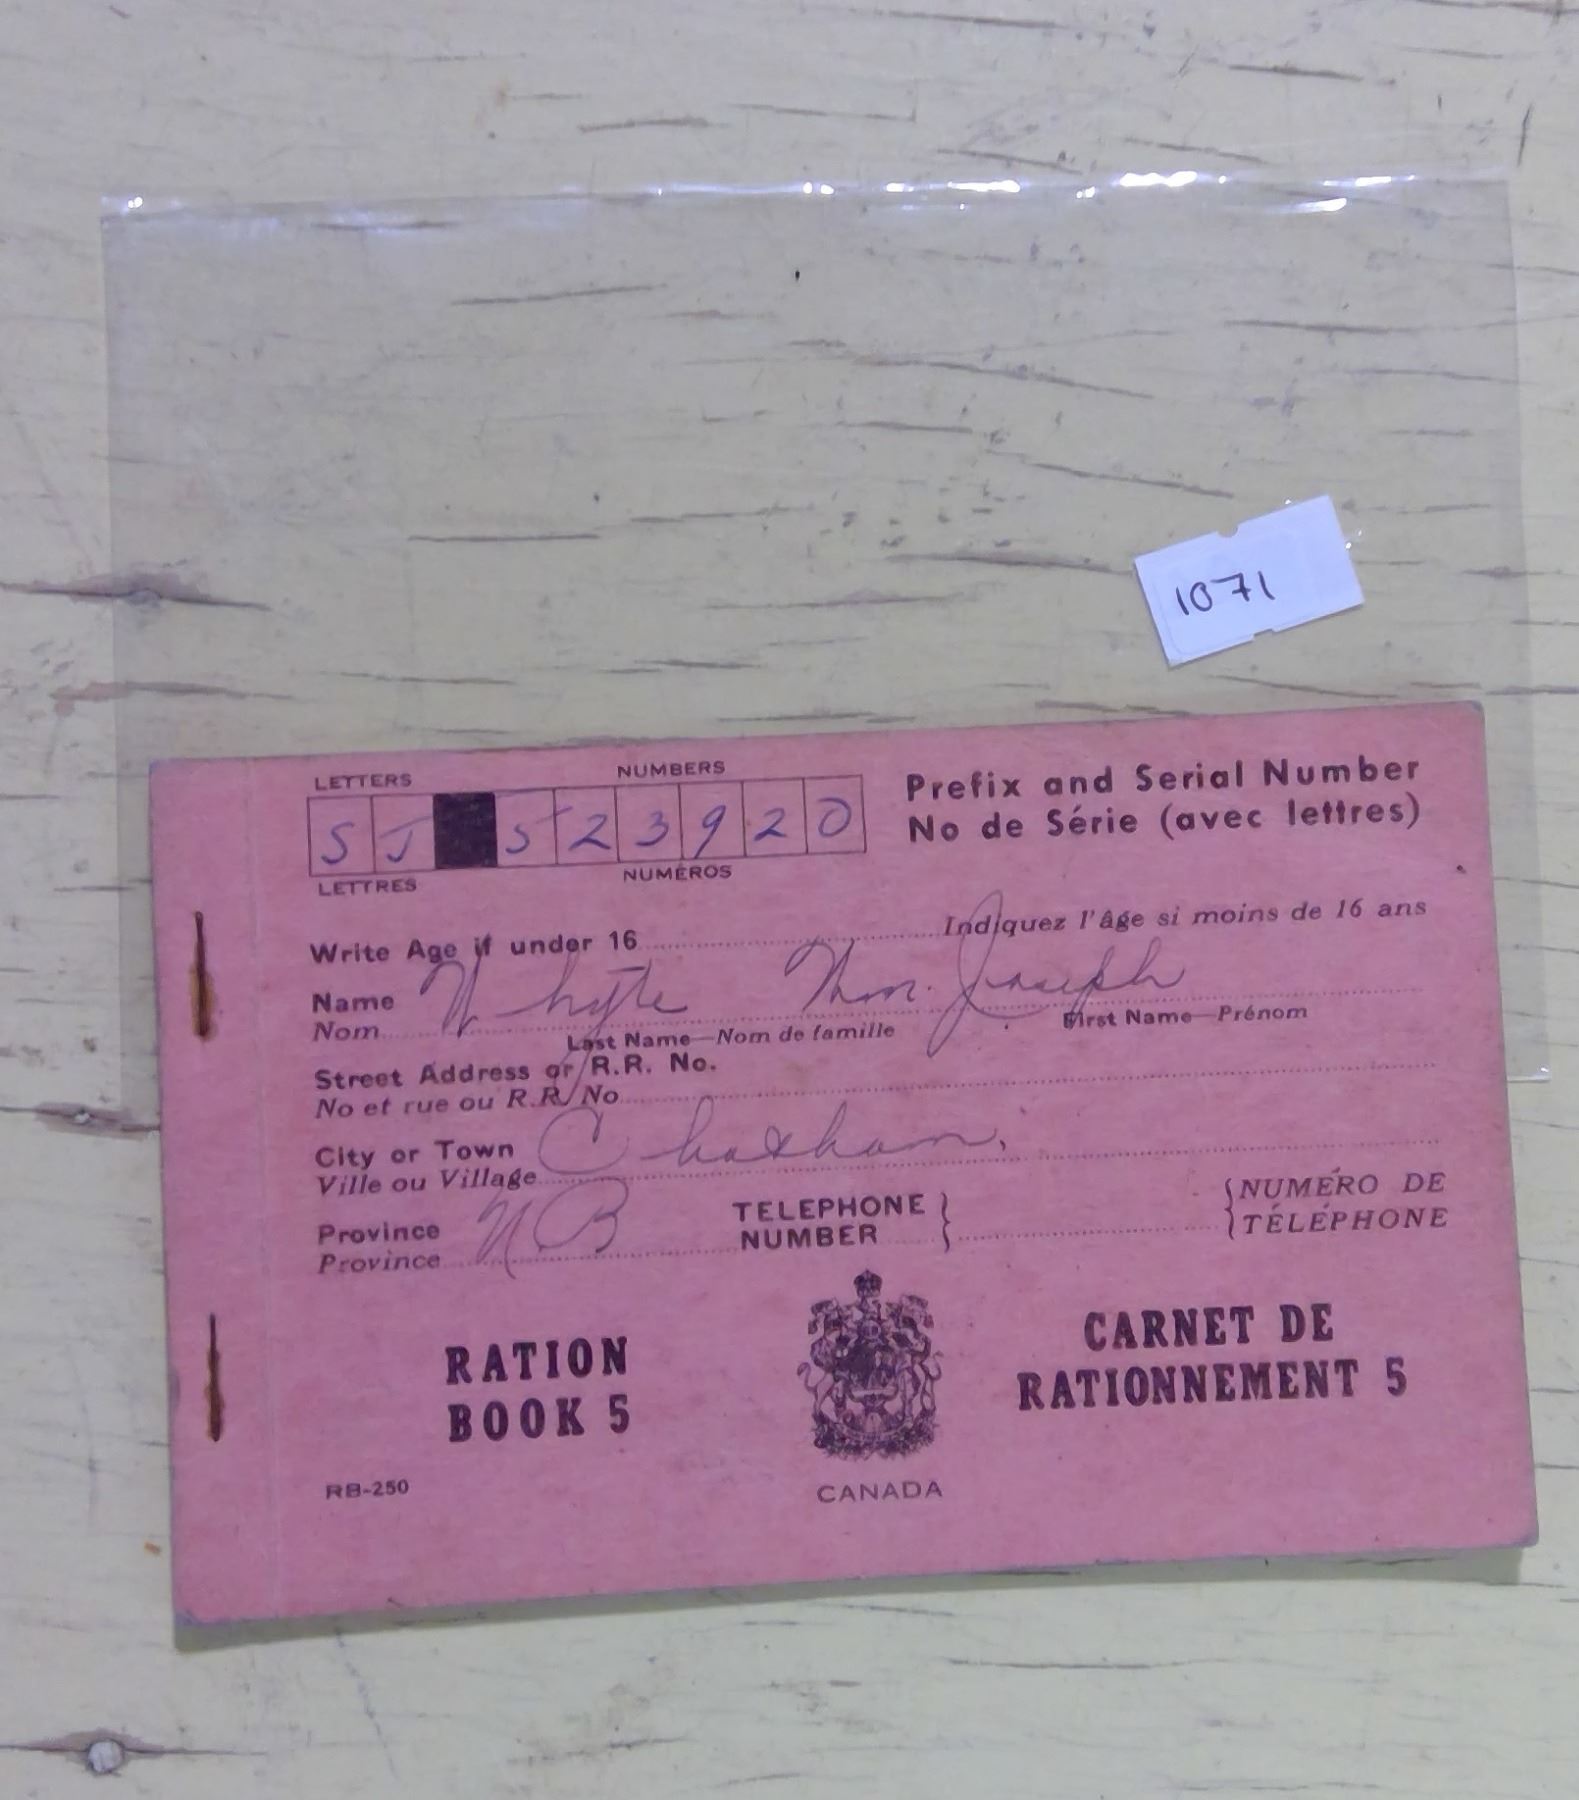 1071
LETTERS NUMBERS
S J 5 2 3 9 2 0
LETTRES NUMÉROS
Prefix and Serial Number
No de Série (avec lettres)
Write Age if under 16 Indiquez l'âge si moins de 16 ans
Name Whyte Thm. Joseph
Nom
Last Name—Nom de famille First Name—Prénom
Street Address or R.R. No.
No et rue ou R.R. No
City or Town Chatham,
Ville ou Village
Province N.B TELEPHONE NUMÉRO DE
Province NUMBER TÉLÉPHONE
RATION
BOOK 5
CARNET DE
RATIONNEMENT 5
RB-250
CANADA